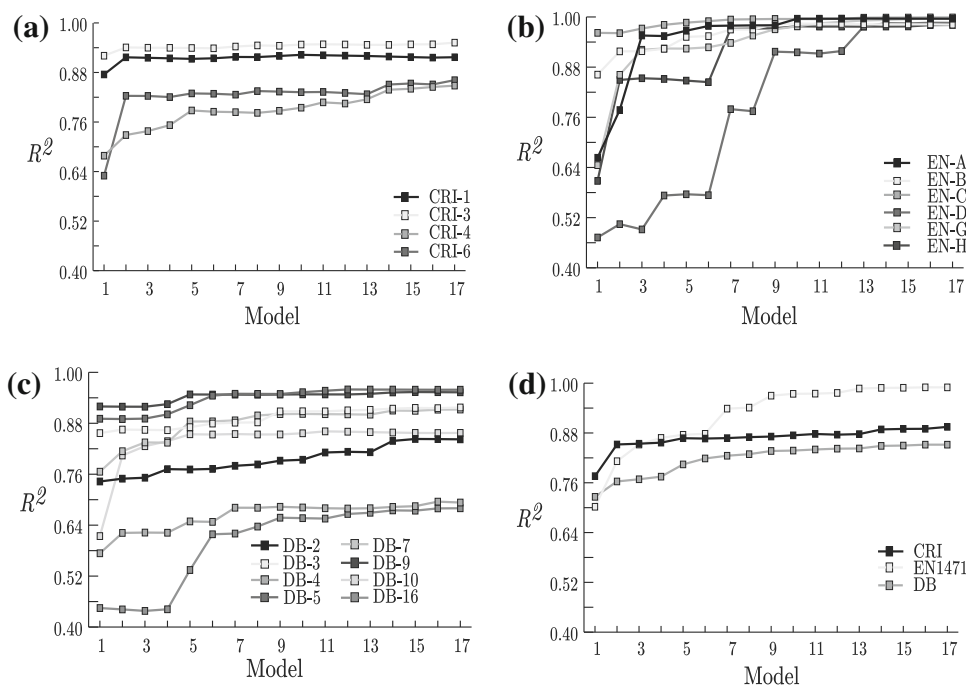 (a)
1.00
0.88
0.76
R²
0.64
0.52
0.40
1 3 5 7 9 11 13 15 17
Model
CRI-1
CRI-3
CRI-4
CRI-6
(b)
1.00
0.88
0.76
R²
0.64
0.52
0.40
1 3 5 7 9 11 13 15 17
Model
EN-A
EN-B
EN-C
EN-D
EN-G
EN-H
(c)
1.00
0.88
0.76
R²
0.64
0.52
0.40
1 3 5 7 9 11 13 15 17
Model
DB-2 DB-7
DB-3 DB-9
DB-4 DB-10
DB-5 DB-16
(d)
1.00
0.88
0.76
R²
0.64
0.52
0.40
1 3 5 7 9 11 13 15 17
Model
CRI
EN1471
DB